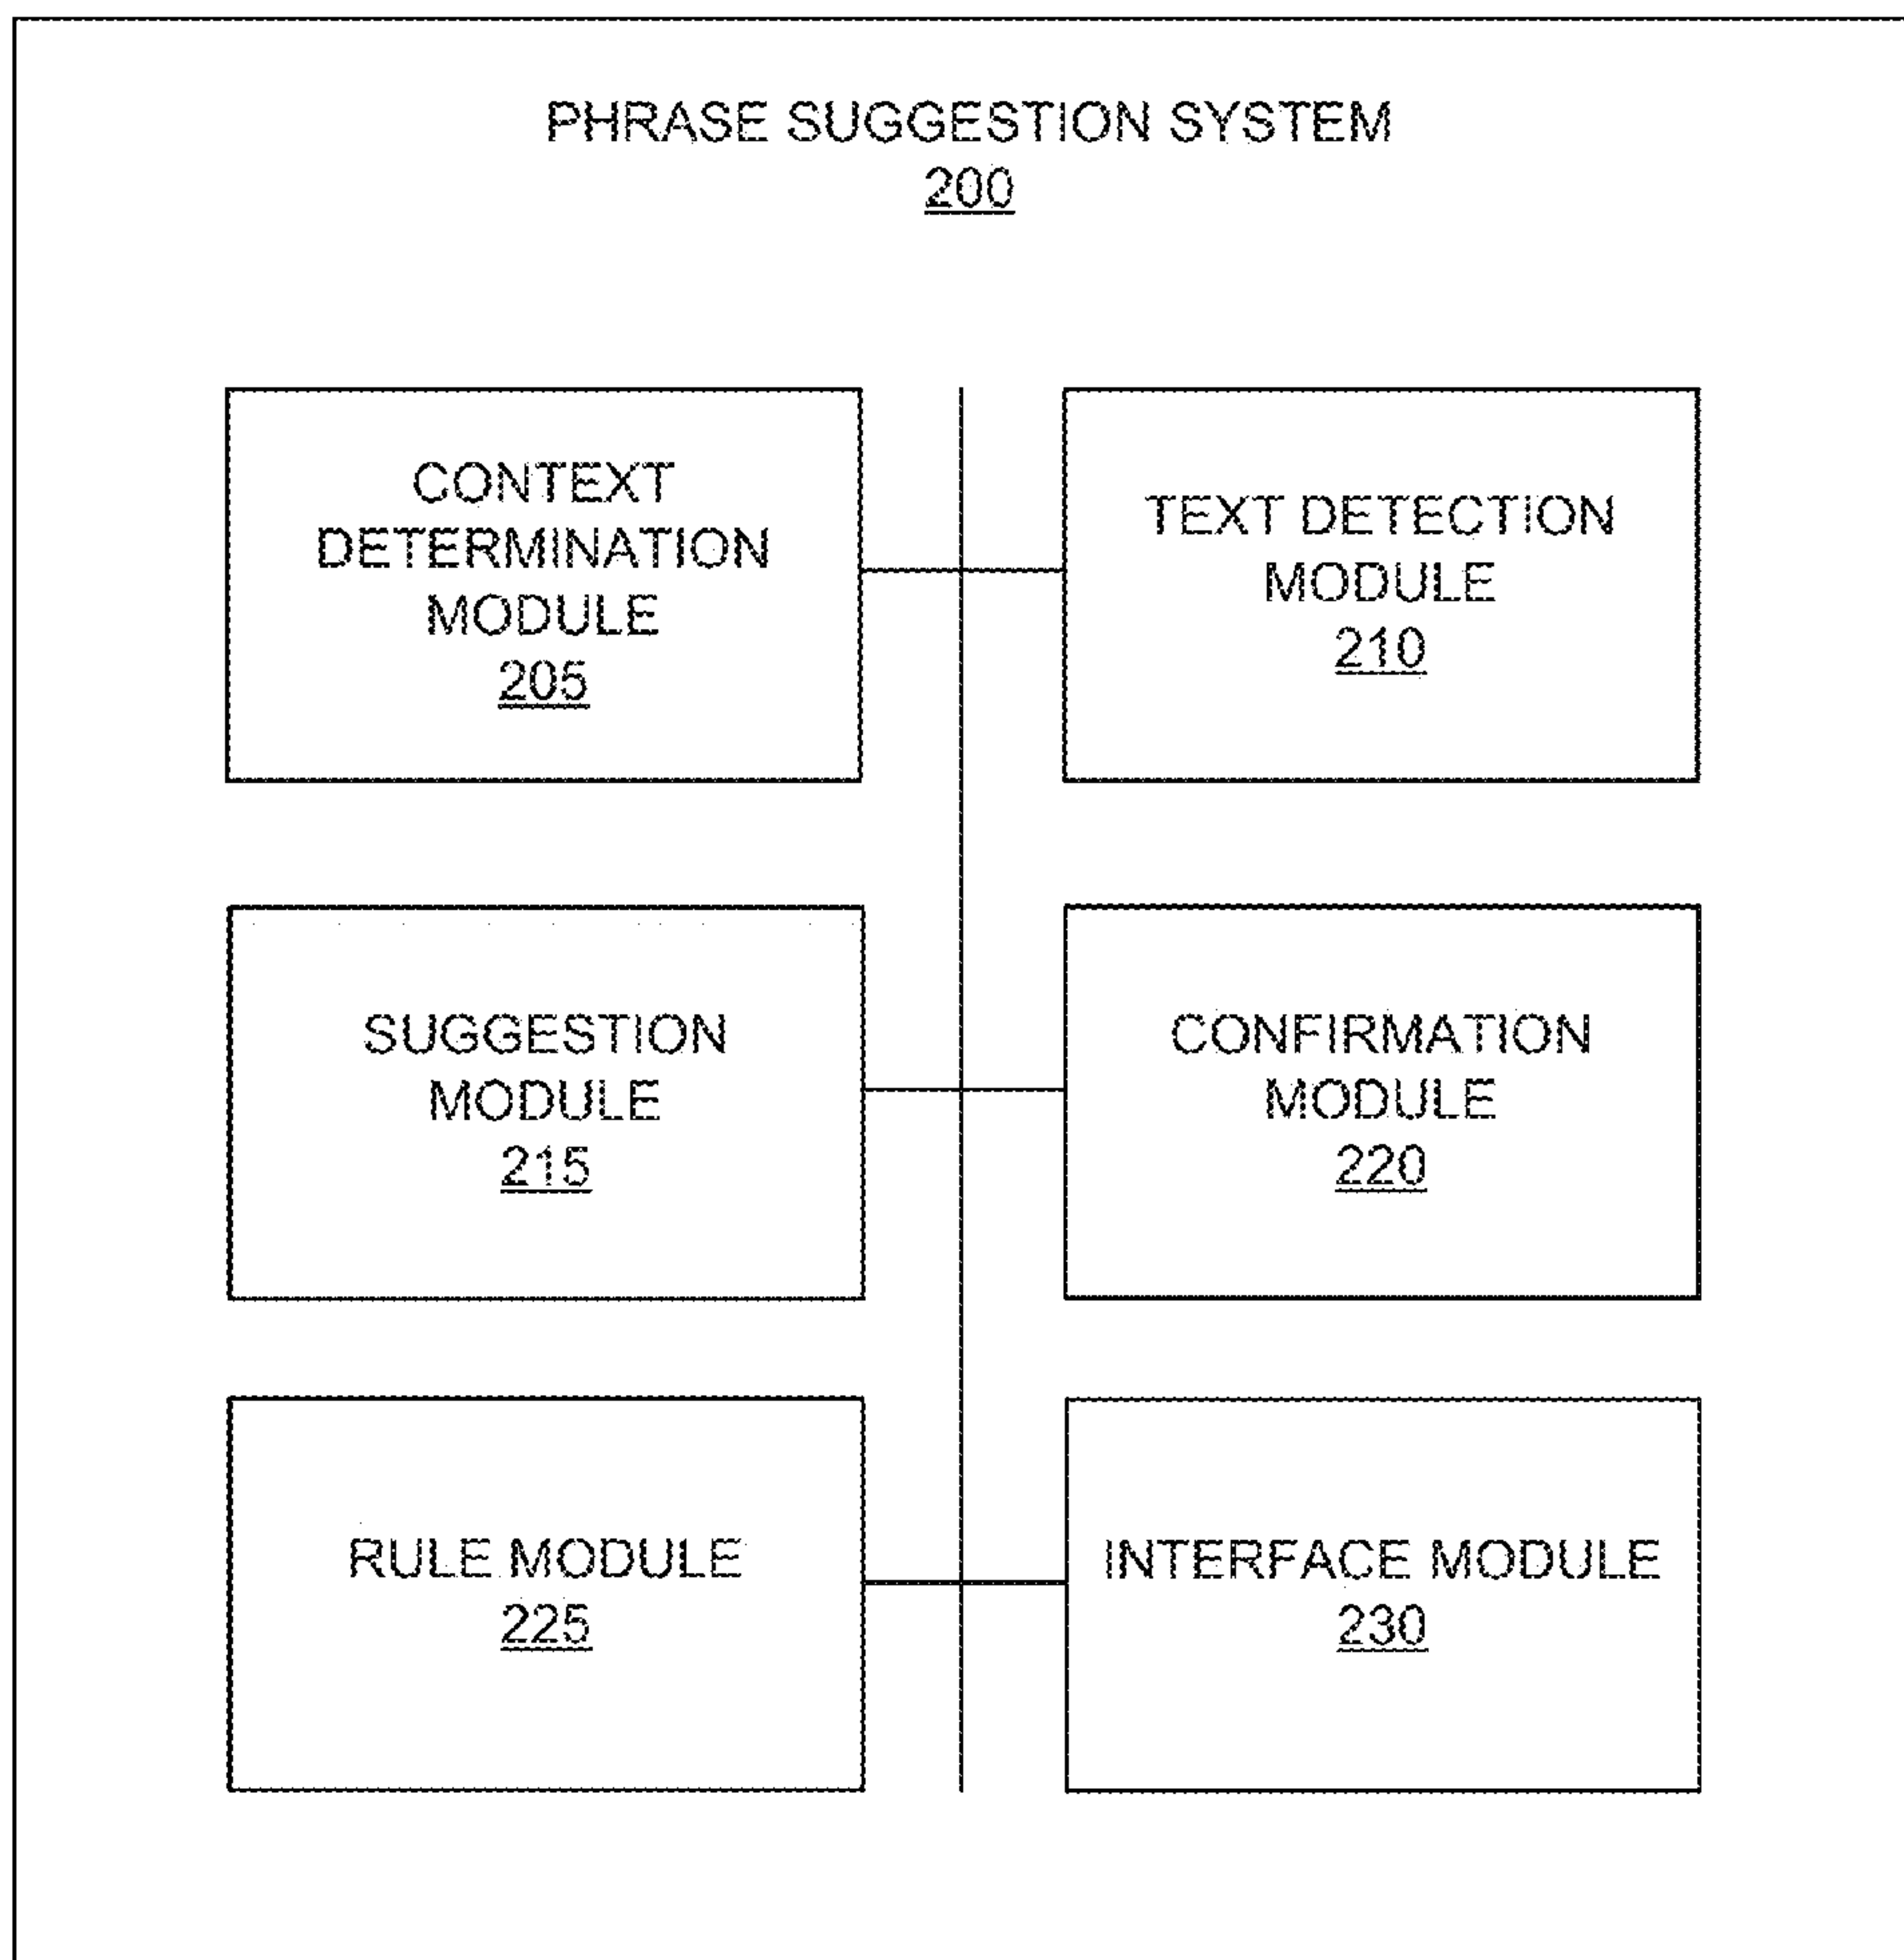 PHRASE SUGGESTION SYSTEM
200
CONTEXT
DETERMINATION
MODULE
205
TEXT DETECTION
MODULE
210
SUGGESTION
MODULE
215
CONFIRMATION
MODULE
220
RULE MODULE
225
INTERFACE MODULE
230